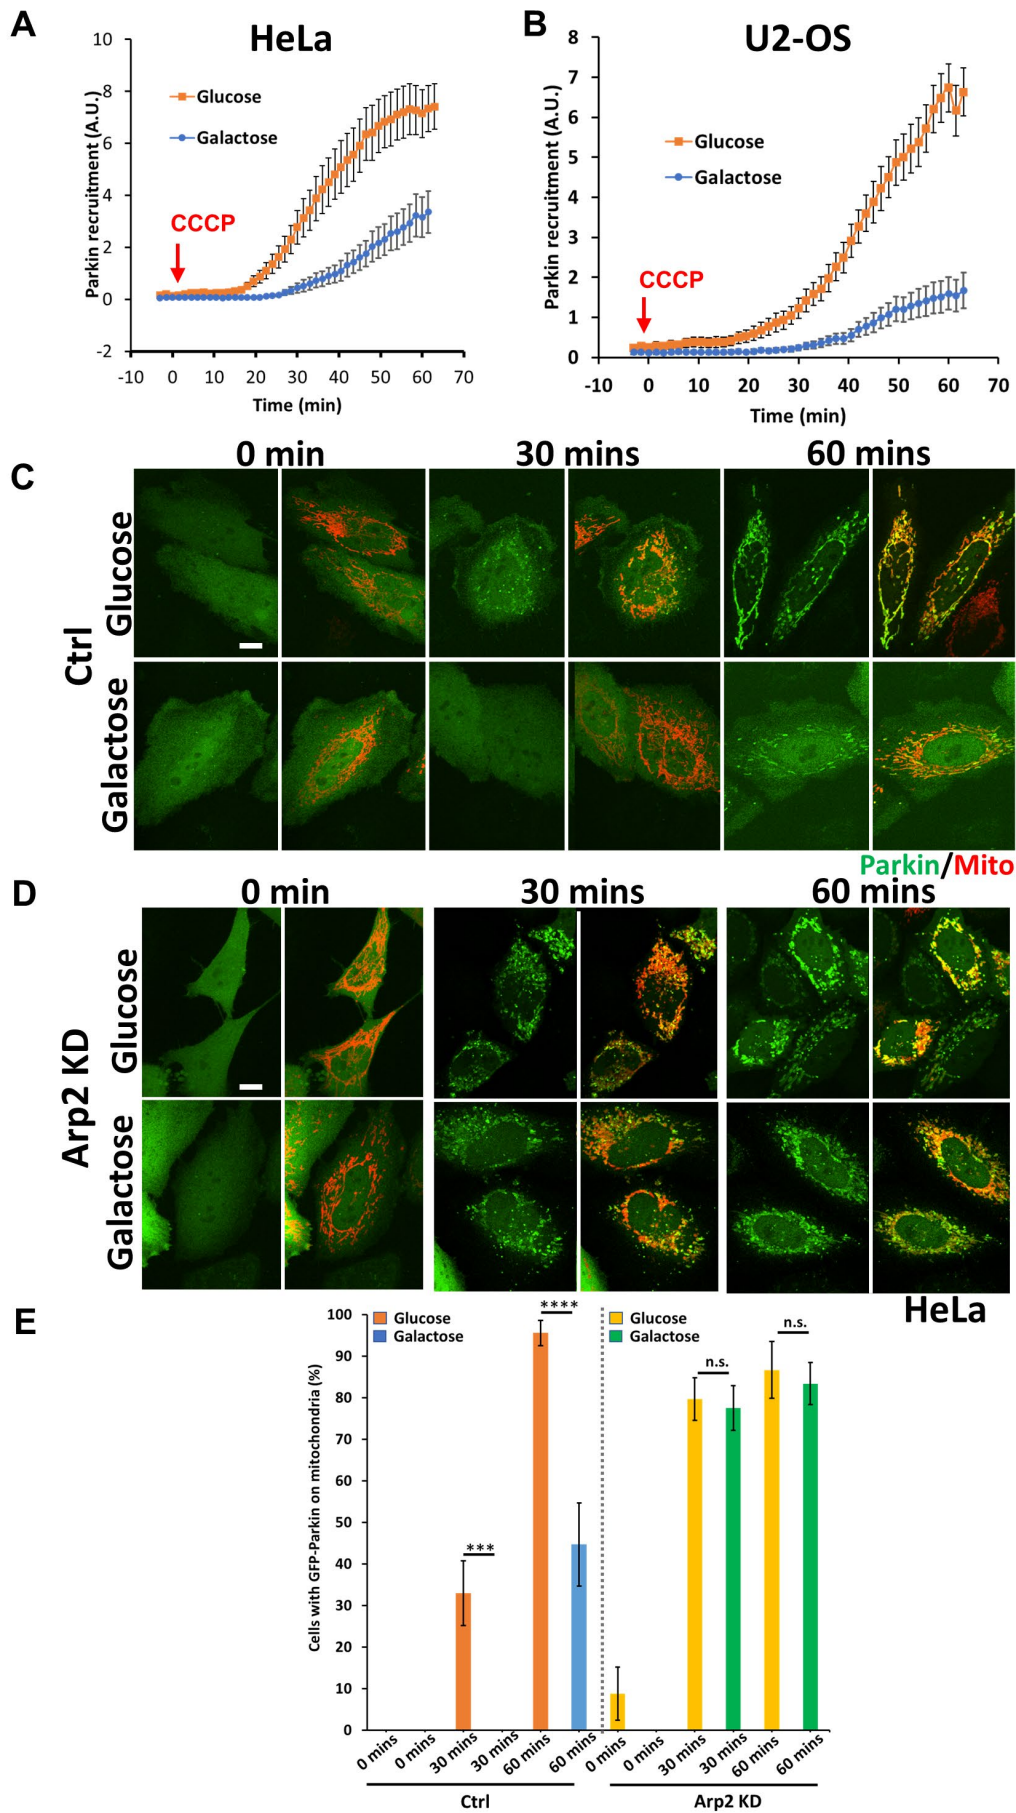 A
HeLa
Parkin recruitment (A.U.)
10
8
6
4
2
0
-2
Glucose
Galactose
CCCP
-10 0 10 20 30 40 50 60 70
Time (min)
B
U2-OS
Parkin recruitment (A.U.)
8
7
6
5
4
3
2
1
0
Glucose
Galactose
CCCP
-10 0 10 20 30 40 50 60 70
Time (min)
C
0 min 30 mins 60 mins
Ctrl
Glucose
Galactose
Parkin/Mito
D
0 min 30 mins 60 mins
Arp2 KD
Glucose
Galactose
HeLa
E
Cells with GFP-Parkin on mitochondria (%)
100
90
80
70
60
50
40
30
20
10
0
Glucose
Galactose
Glucose
Galactose
***
****
n.s.
n.s.
0 mins 0 mins 30 mins 30 mins 60 mins 60 mins 0 mins 0 mins 30 mins 30 mins 60 mins 60 mins
Ctrl Arp2 KD